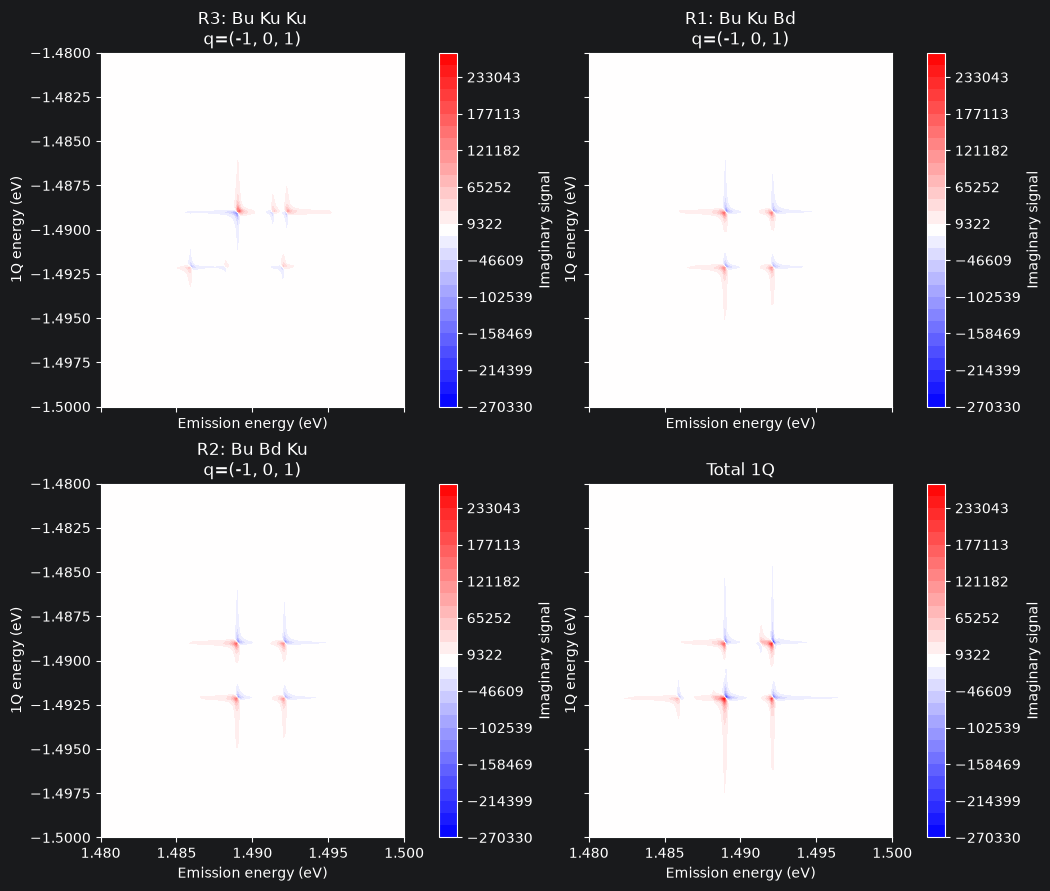 R3: Bu Ku Ku
q=(-1, 0, 1)
−1.4800
−1.4825
−1.4850
−1.4875
−1.4900
−1.4925
−1.4950
−1.4975
−1.5000
1Q energy (eV)
Emission energy (eV)
233043
177113
121182
65252
9322
−46609
−102539
−158469
−214399
−270330
Imaginary signal
R1: Bu Ku Bd
q=(-1, 0, 1)
1Q energy (eV)
Emission energy (eV)
233043
177113
121182
65252
9322
−46609
−102539
−158469
−214399
−270330
Imaginary signal
R2: Bu Bd Ku
q=(-1, 0, 1)
−1.4800
−1.4825
−1.4850
−1.4875
−1.4900
−1.4925
−1.4950
−1.4975
−1.5000
1Q energy (eV)
1.480 1.485 1.490 1.495 1.500
Emission energy (eV)
233043
177113
121182
65252
9322
−46609
−102539
−158469
−214399
−270330
Imaginary signal
Total 1Q
1Q energy (eV)
1.480 1.485 1.490 1.495 1.500
Emission energy (eV)
233043
177113
121182
65252
9322
−46609
−102539
−158469
−214399
−270330
Imaginary signal